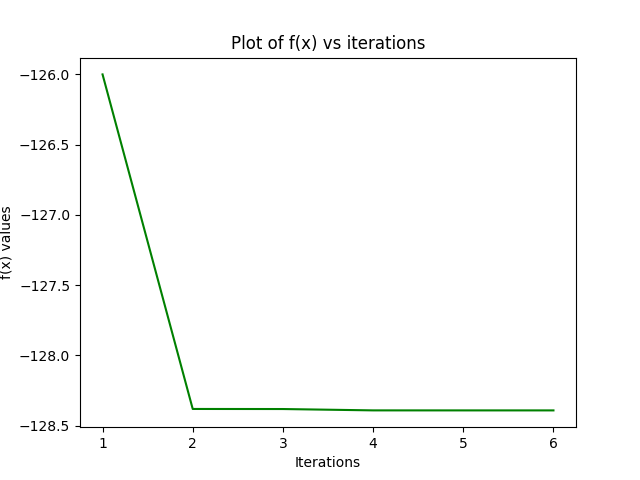 Plot of f(x) vs iterations
−126.0
−126.5
−127.0
−127.5
−128.0
−128.5
f(x) values
1 2 3 4 5 6
Iterations